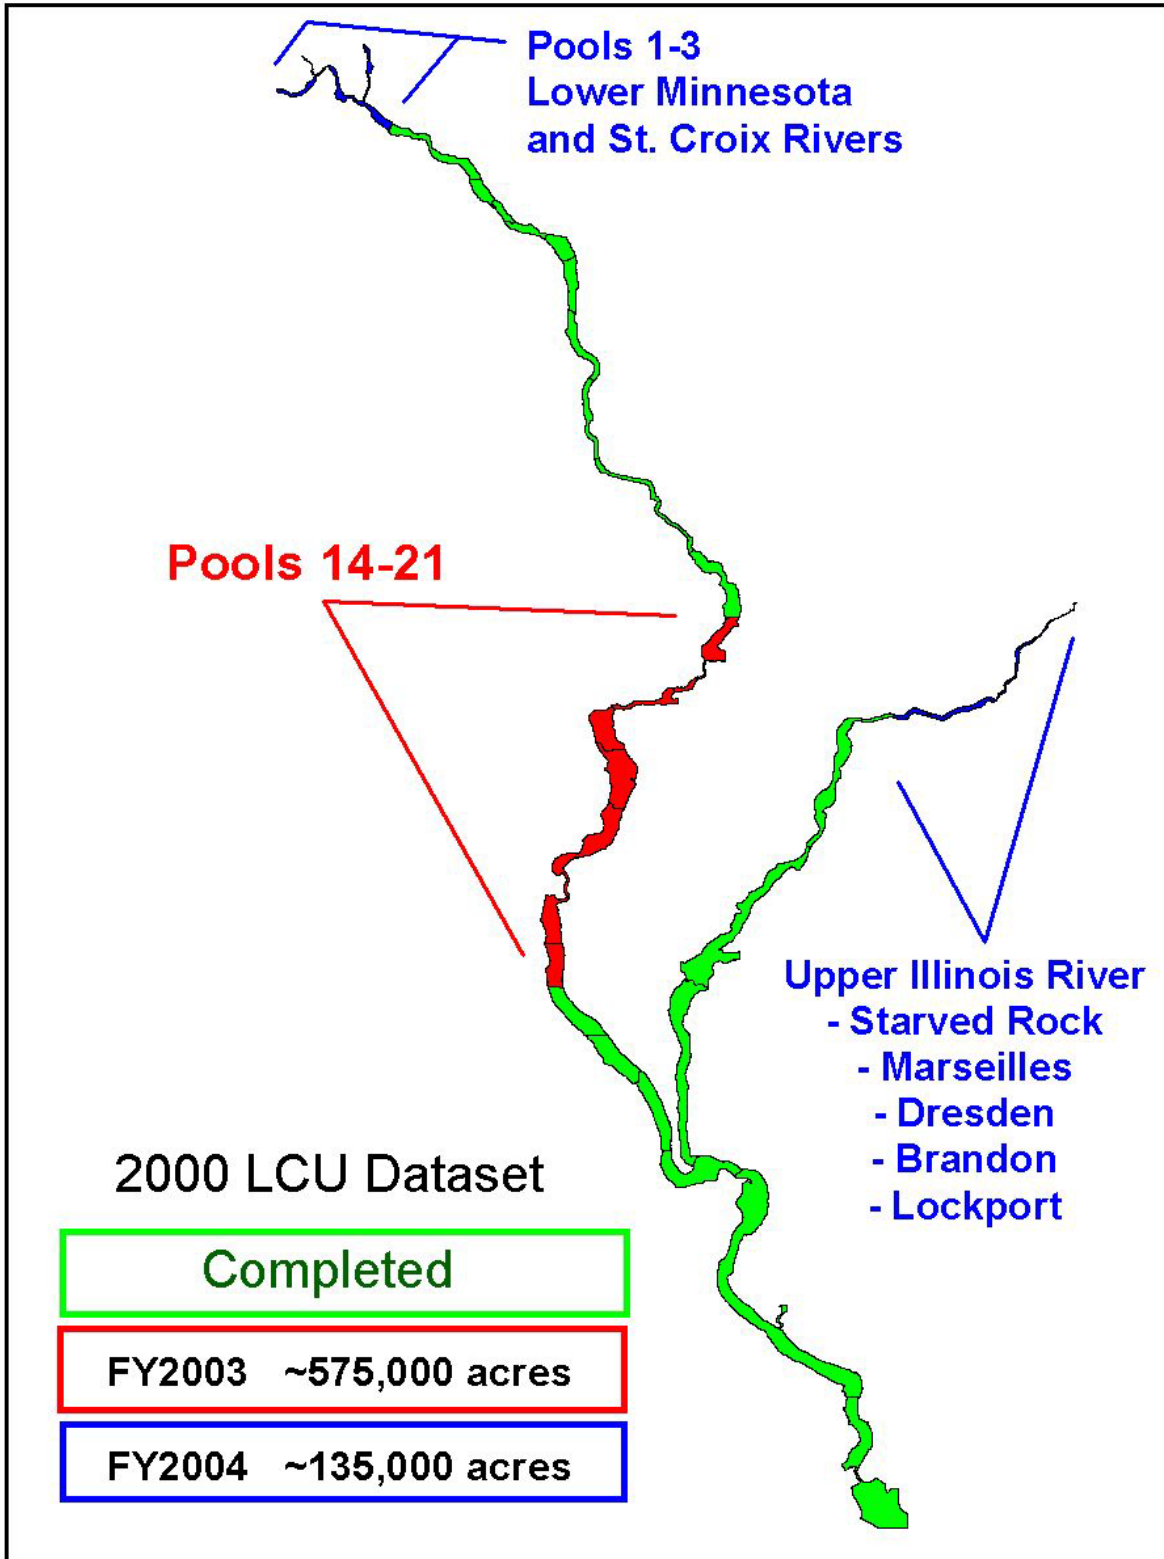 Pools 1-3
Lower Minnesota
and St. Croix Rivers
Pools 14-21
Upper Illinois River
- Starved Rock
- Marseilles
- Dresden
- Brandon
- Lockport
2000 LCU Dataset
Completed
FY2003 ~575,000 acres
FY2004 ~135,000 acres